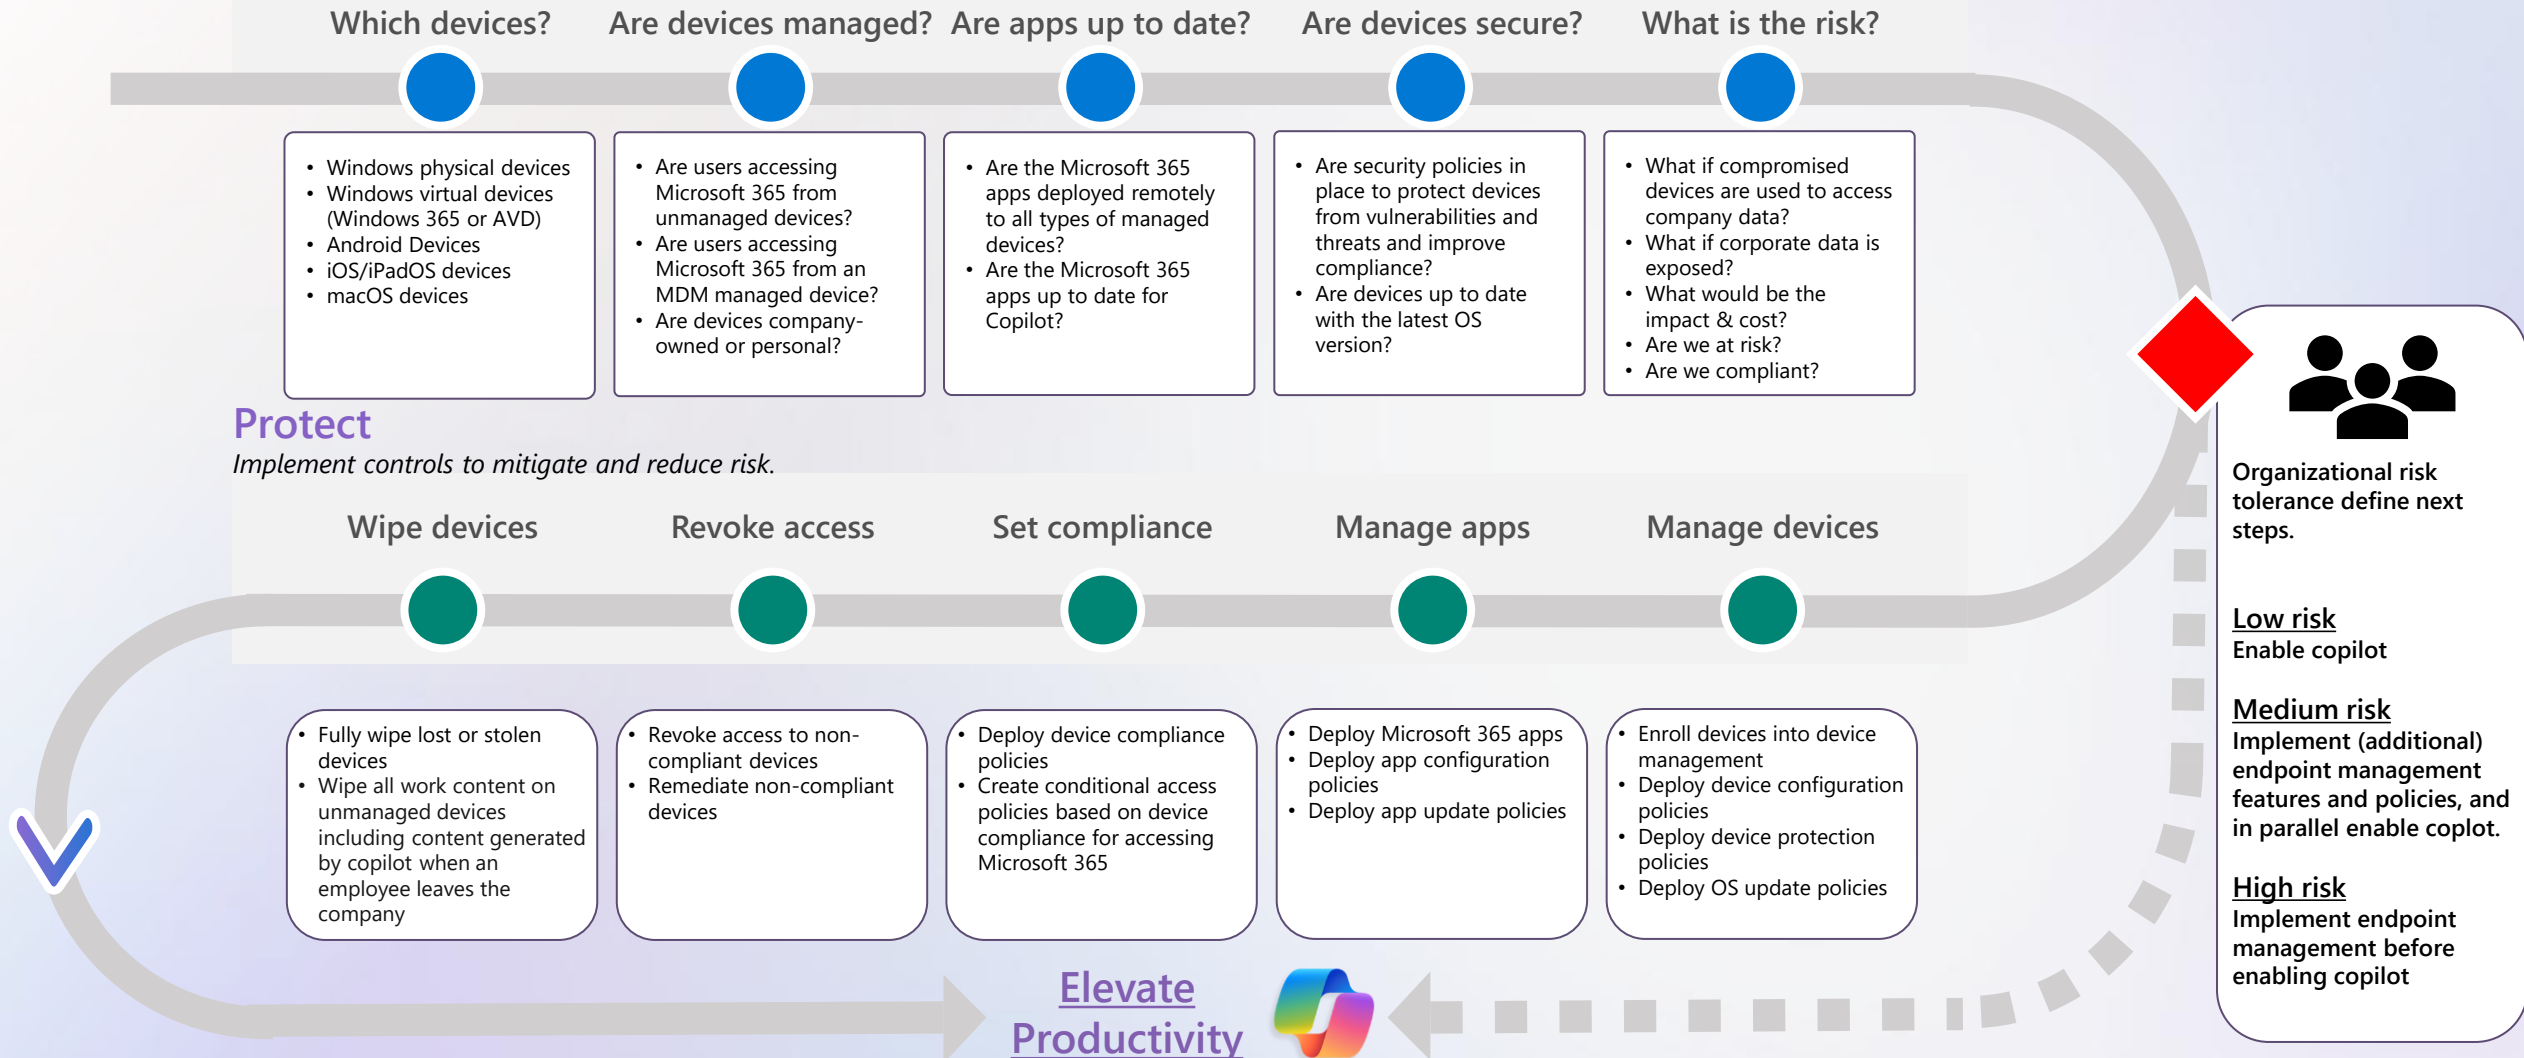 Which devices?
Are devices managed?
Are apps up to date?
Are devices secure?
What is the risk?
• Windows physical devices
• Windows virtual devices
(Windows 365 or AVD)
• Android Devices
• iOS/iPadOS devices
• macOS devices
• Are users accessing
Microsoft 365 from
unmanaged devices?
• Are users accessing
Microsoft 365 from an
MDM managed device?
• Are devices company-
owned or personal?
• Are the Microsoft 365
apps deployed remotely
to all types of managed
devices?
• Are the Microsoft 365
apps up to date for
Copilot?
• Are security policies in
place to protect devices
from vulnerabilities and
threats and improve
compliance?
• Are devices up to date
with the latest OS
version?
• What if compromised
devices are used to access
company data?
• What if corporate data is
exposed?
• What would be the
impact & cost?
• Are we at risk?
• Are we compliant?
Organizational risk
tolerance define next
steps.
Low risk
Enable copilot
Medium risk
Implement (additional)
endpoint management
features and policies, and
in parallel enable coplot.
High risk
Implement endpoint
management before
enabling copilot
Protect
Implement controls to mitigate and reduce risk.
Wipe devices
Revoke access
Set compliance
Manage apps
Manage devices
• Fully wipe lost or stolen
devices
• Wipe all work content on
unmanaged devices
including content generated
by copilot when an
employee leaves the
company
• Revoke access to non-
compliant devices
• Remediate non-compliant
devices
• Deploy device compliance
policies
• Create conditional access
policies based on device
compliance for accessing
Microsoft 365
• Deploy Microsoft 365 apps
• Deploy app configuration
policies
• Deploy app update policies
• Enroll devices into device
management
• Deploy device configuration
policies
• Deploy device protection
policies
• Deploy OS update policies
Elevate
Productivity